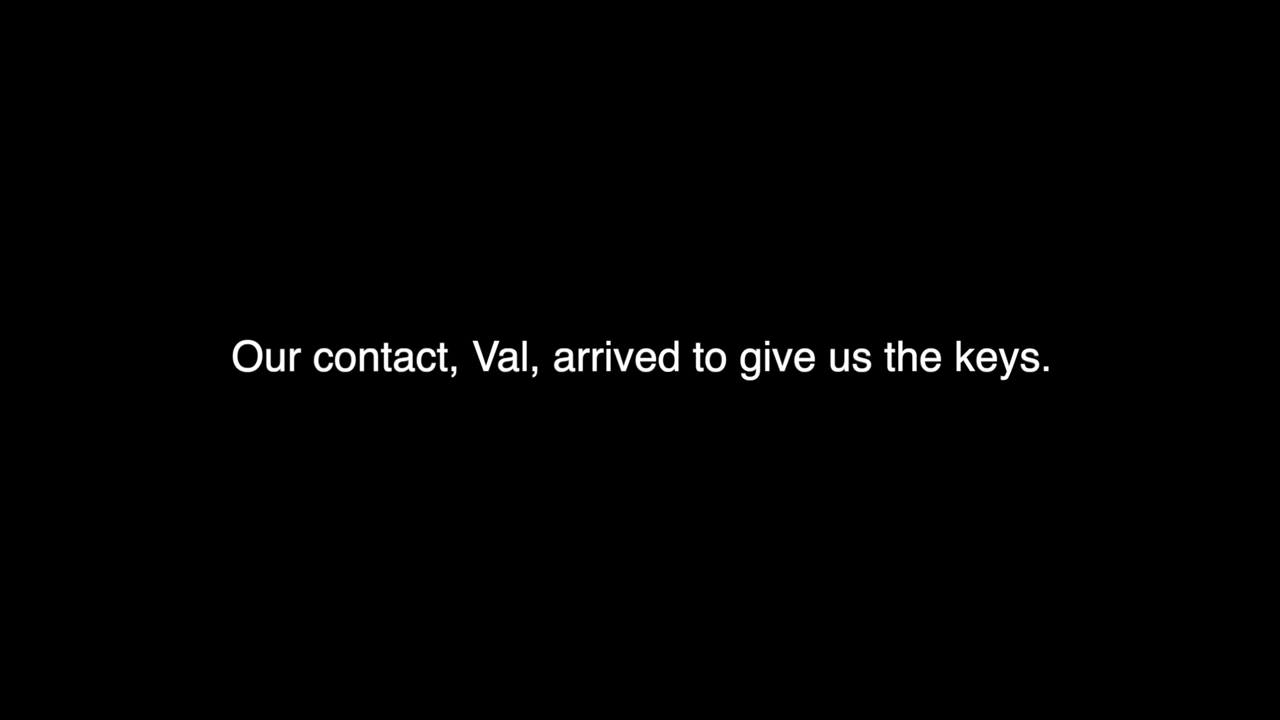 Our contact, Val, arrived to give us the keys.